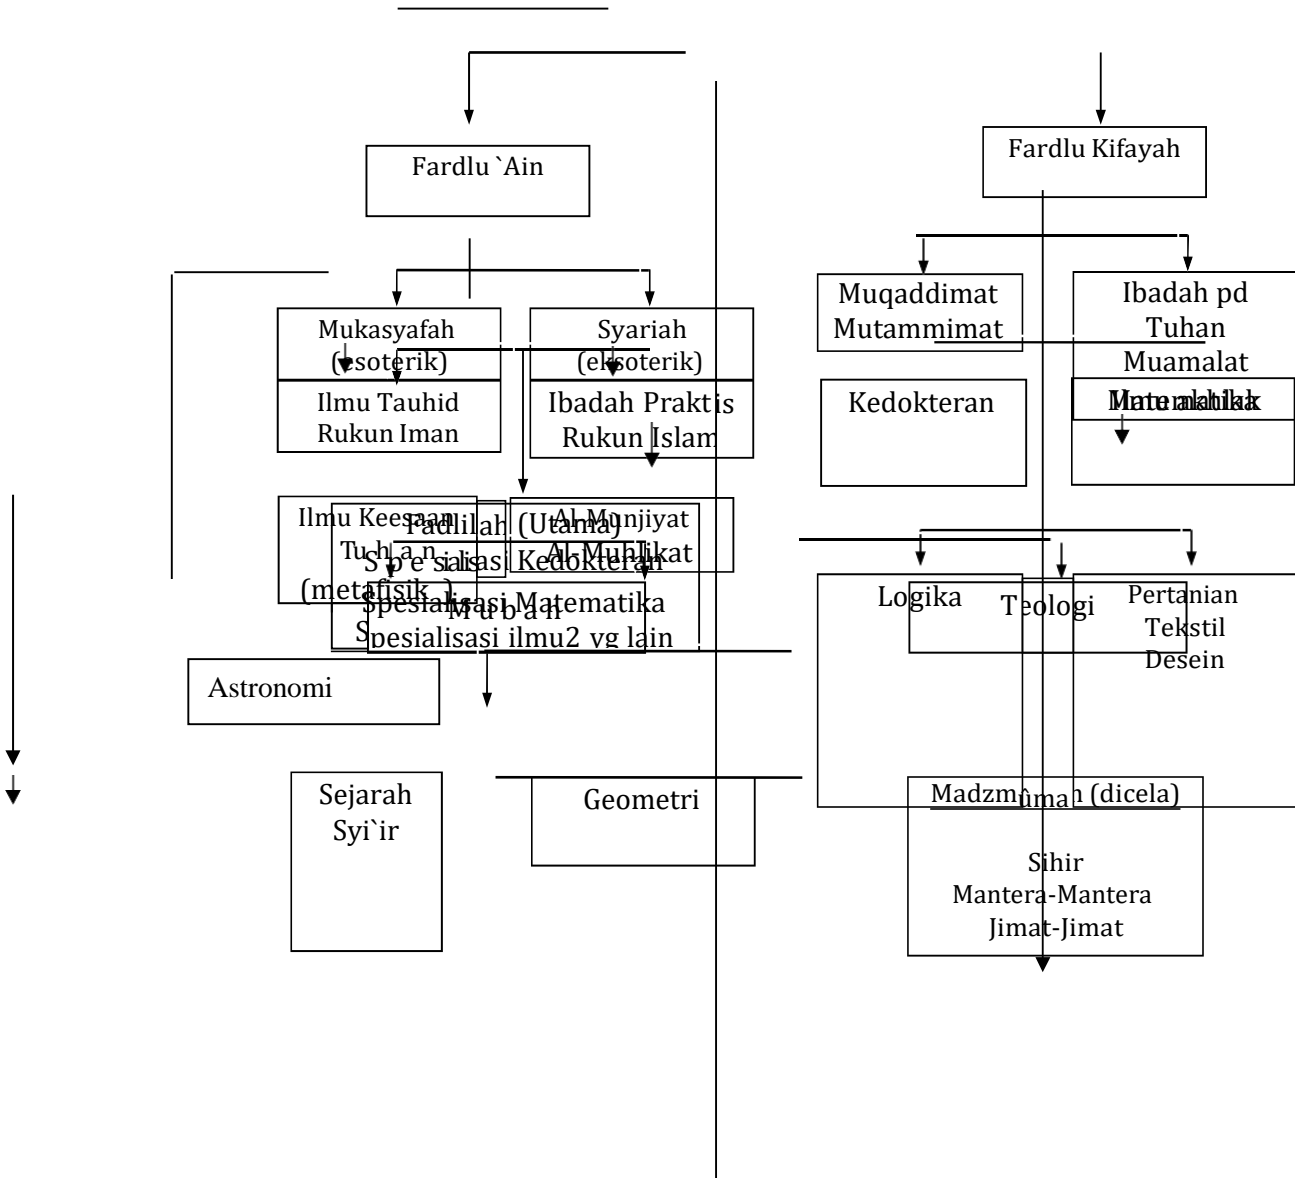 Fardlu `Ain
Fardlu Kifayah
Mukasyafah
(esoterik)
Syariah
(eksoterik)
Muqaddimat
Mutammimat
Ibadah pd
Tuhan
Muamalat
Ilmu Tauhid
Rukun Iman
Ibadah Praktis
Rukun Islam
Kedokteran
Matematika
Ilmu akhlak
Ilmu Keesaan
Tuhan
(metafisik)
Fadlilah (Utama)
Spesialisasi Kedokteran
Spesialisasi Matematika
Spesialisasi ilmu2 yg lain
Al-Munjiyat
Al-Muhlikat
Logika
Teologi
Pertanian
Tekstil
Desein
Astronomi
Sejarah
Syi`ir
Geometri
Madzmûmah (dicela)
Sihir
Mantera-Mantera
Jimat-Jimat